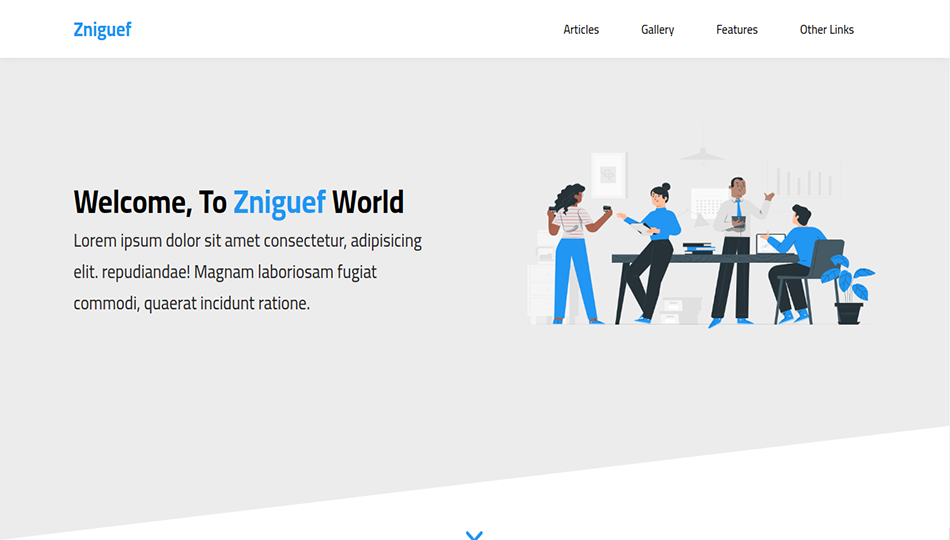 Zniguef
Articles
Gallery
Features
Other Links
Welcome, To Zniguef World
Lorem ipsum dolor sit amet consectetur, adipisicing
elit. repudiandae! Magnam laboriosam fugiat
commodi, quaerat incidunt ratione.